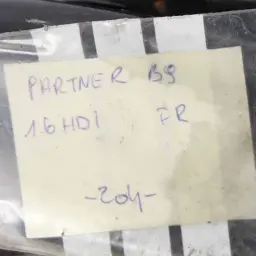 PARTNER B9
1.6 HDI FR
-204-